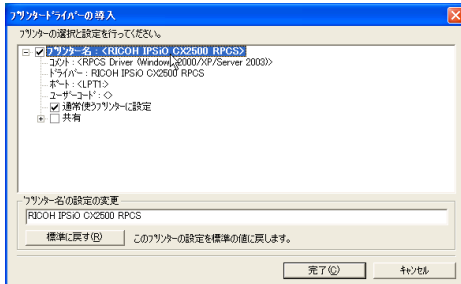 プリンタードライバーの導入
プリンターの選択と設定を行ってください。
プリンター名 : <RICOH IPSiO CX2500 RPCS>
コメント : <RPCS Driver (Windows 2000/XP/Server 2003)>
ドライバー : RICOH IPSiO CX2500 RPCS
ポート : <LPT1>
ユーザーコード : <>
通常使うプリンターに設定
共有
プリンター名の設定の変更
RICOH IPSiO CX2500 RPCS
標準に戻す(R)
このプリンターの設定を標準の値に戻します。
完了(C)
キャンセル